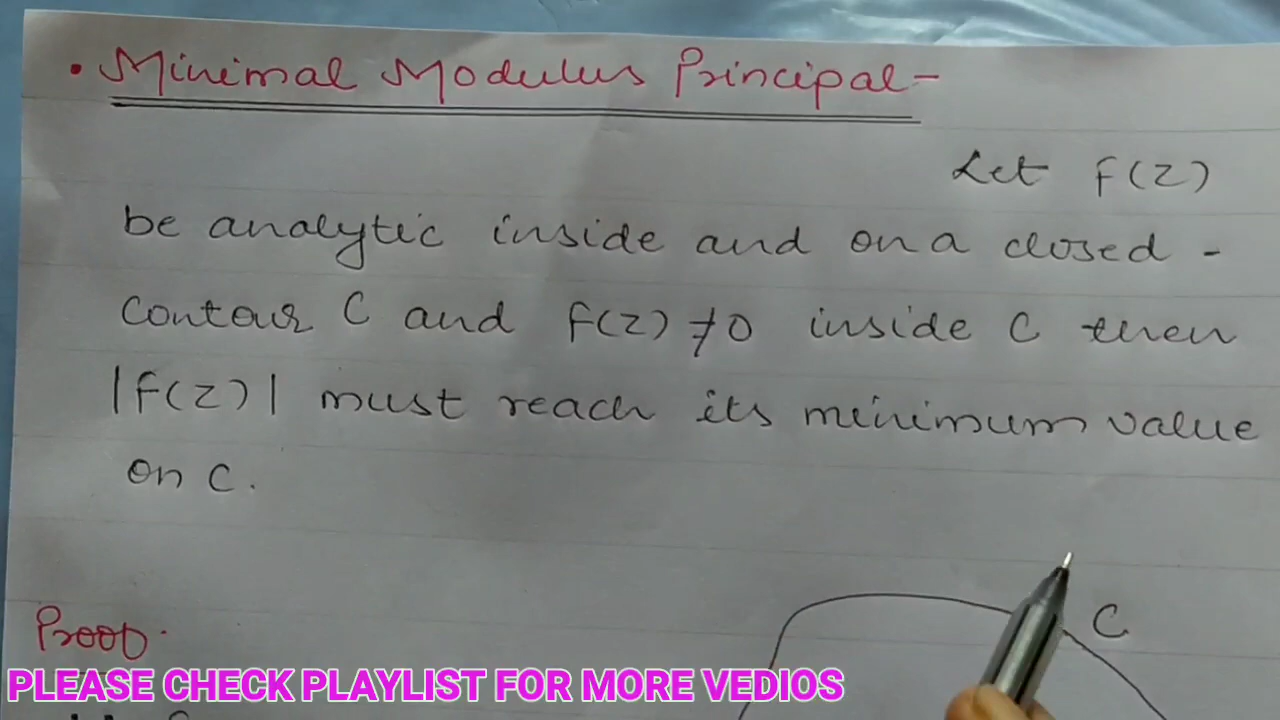 • Minimal Modulus Principal -
Let f(z)
be analytic inside and on a closed -
contour C and f(z) ≠ 0 inside C then
|f(z)| must reach its minimum value
on C.
C
Proof.
PLEASE CHECK PLAYLIST FOR MORE VEDIOS